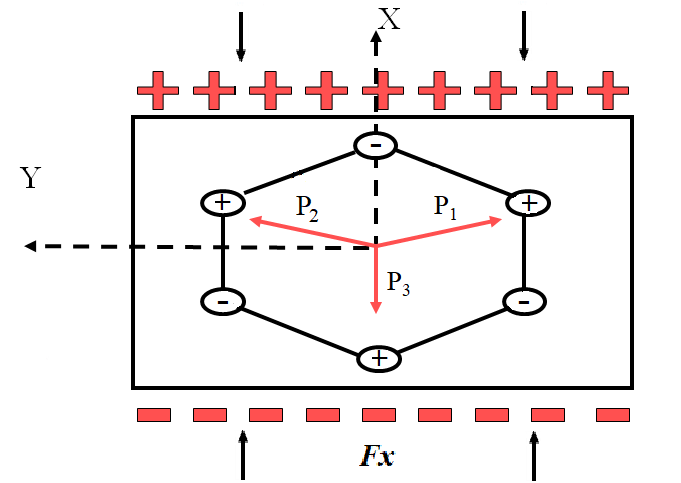 X
+ + + + + + + + +
-
Y
+ +
P₂ P₁
P₃
- -
+
Fx